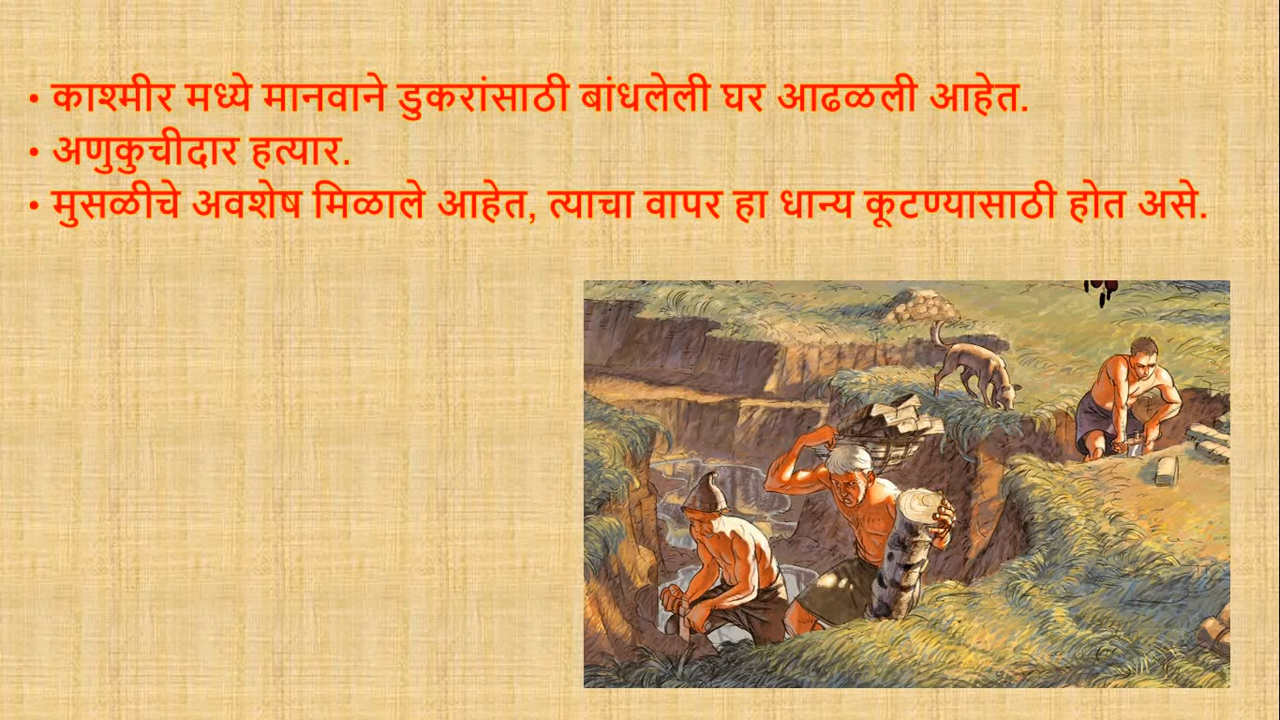 • काश्मीर मध्ये मानवाने डुकरांसाठी बांधलेली घर आढळली आहेत.
• अणुकुचीदार हत्यार.
• मुसळीचे अवशेष मिळाले आहेत, त्याचा वापर हा धान्य कूटण्यासाठी होत असे.